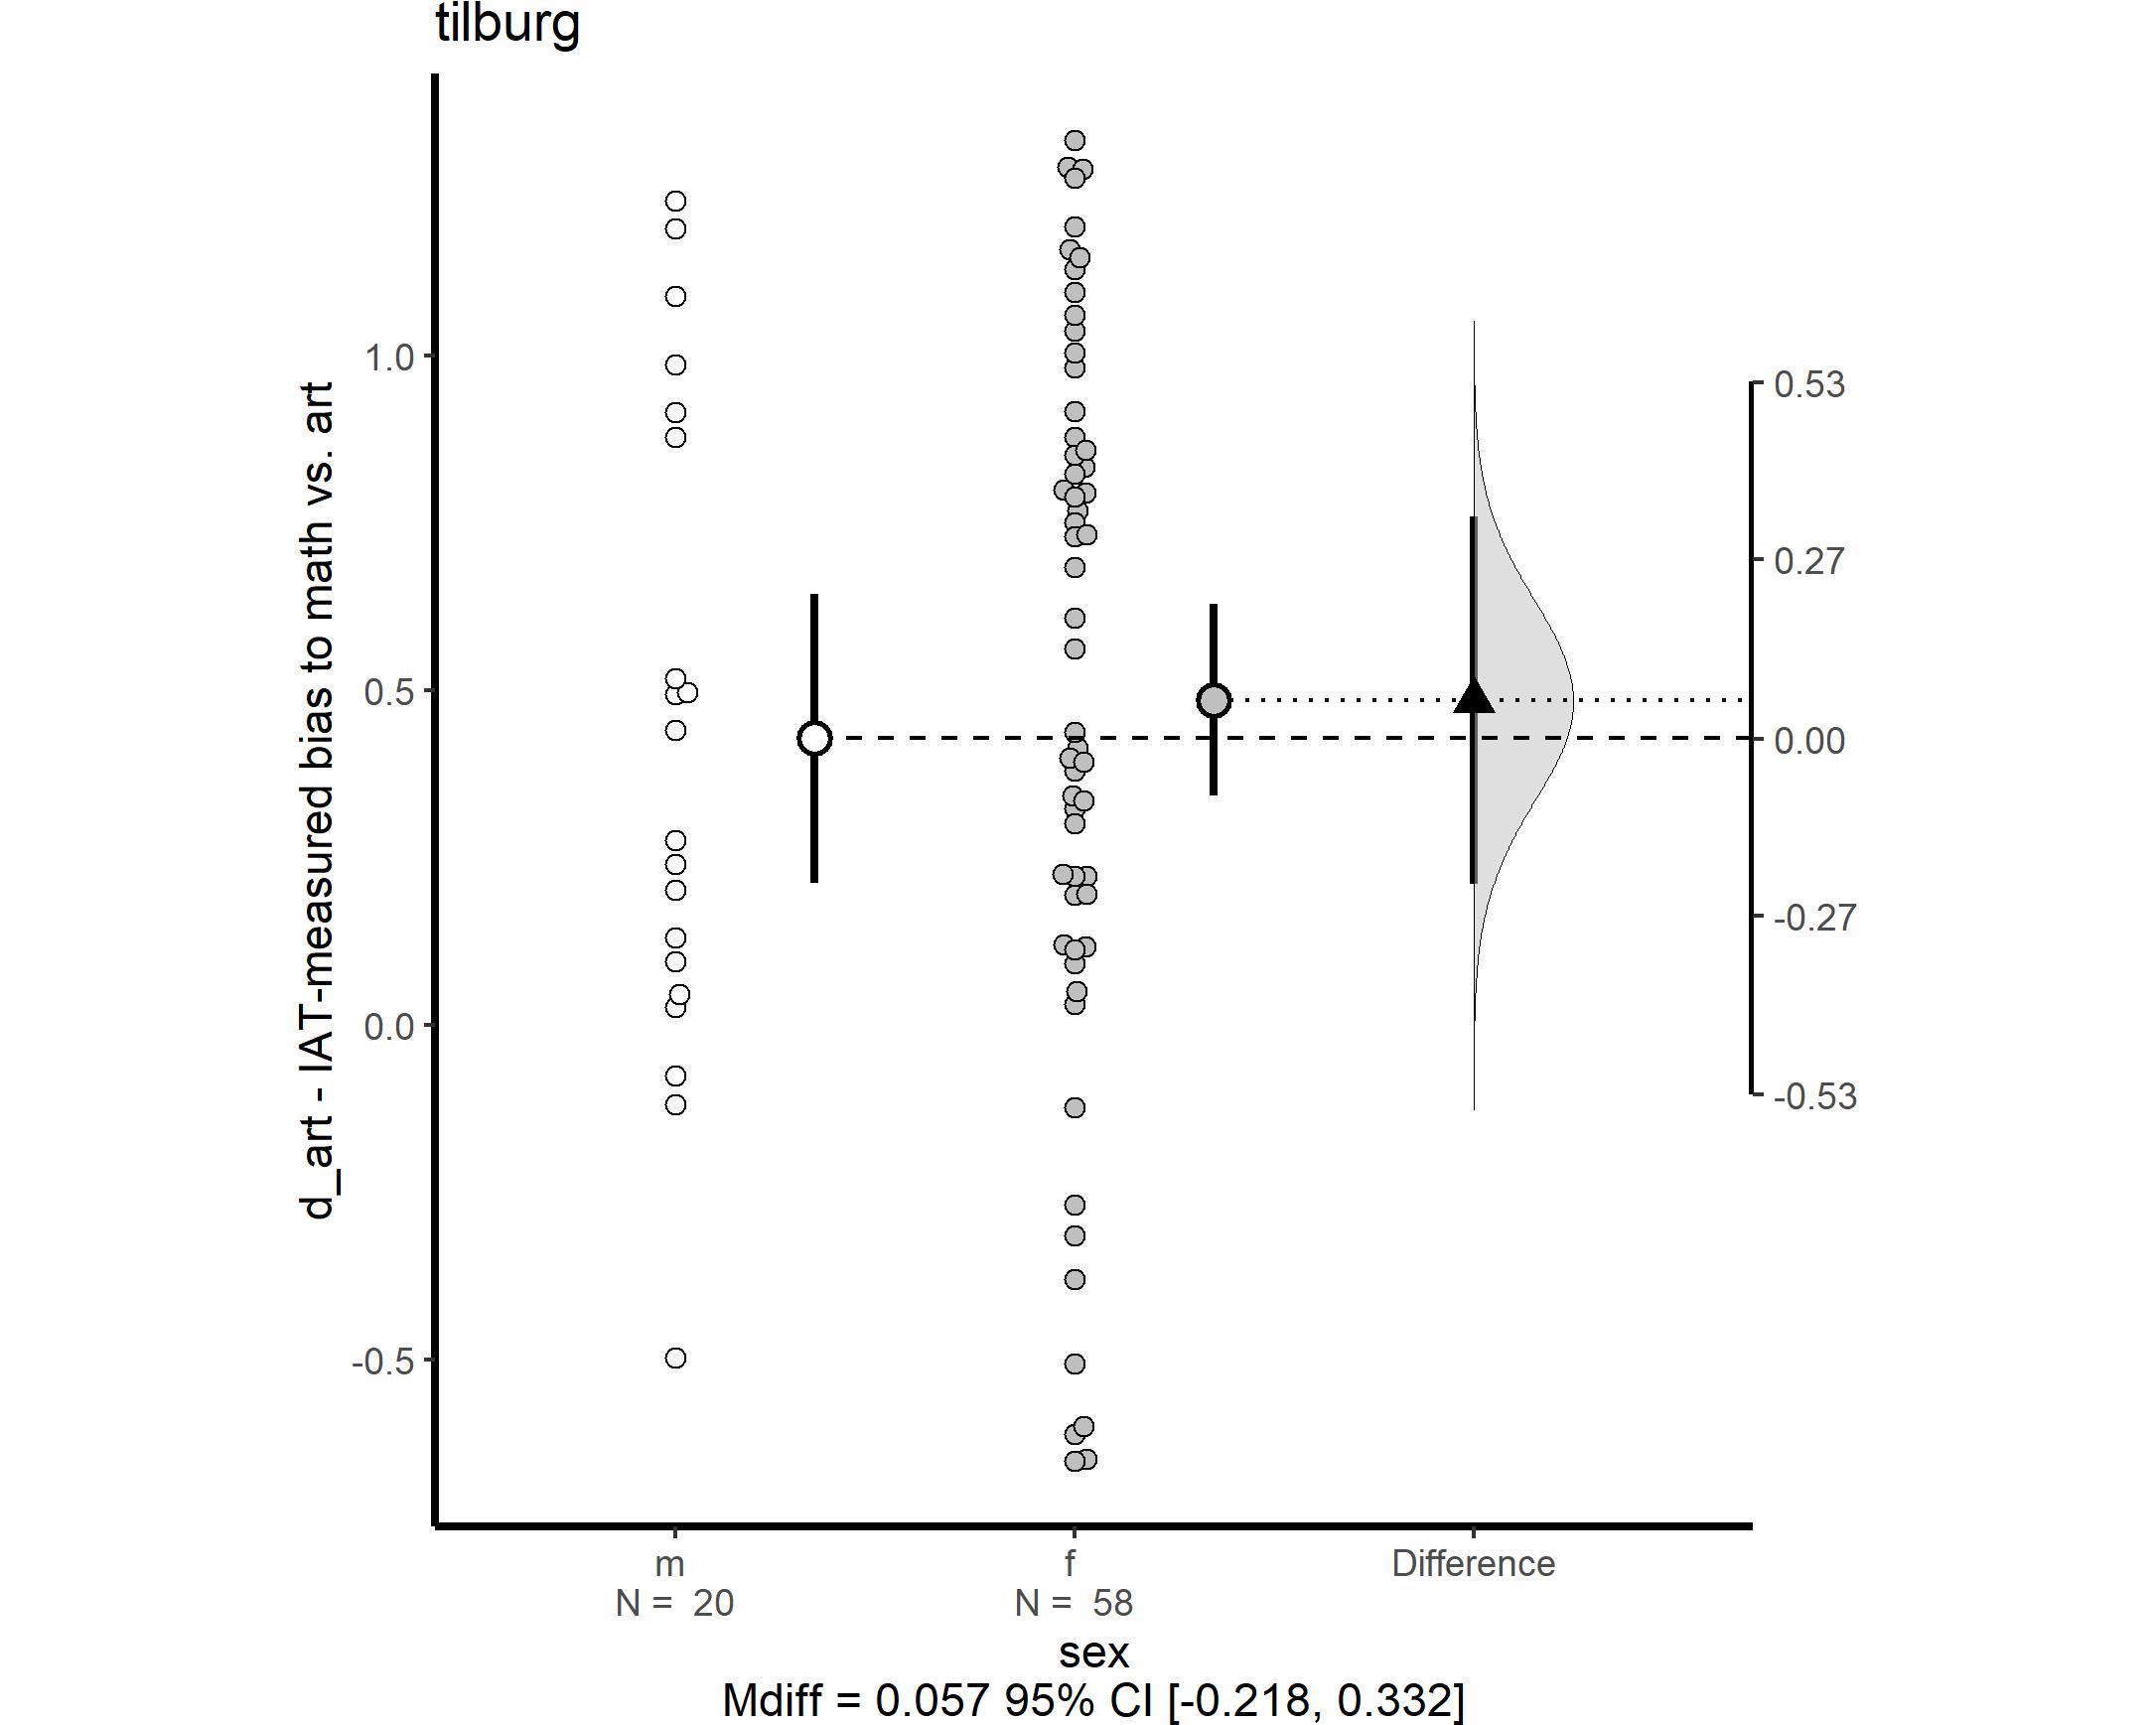 tilburg
d_art - IAT-measured bias to math vs. art
1.0
0.5
0.0
-0.5
0.53
0.27
0.00
-0.27
-0.53
m
N =  20
f
N =  58
Difference
sex
Mdiff = 0.057 95% CI [-0.218, 0.332]